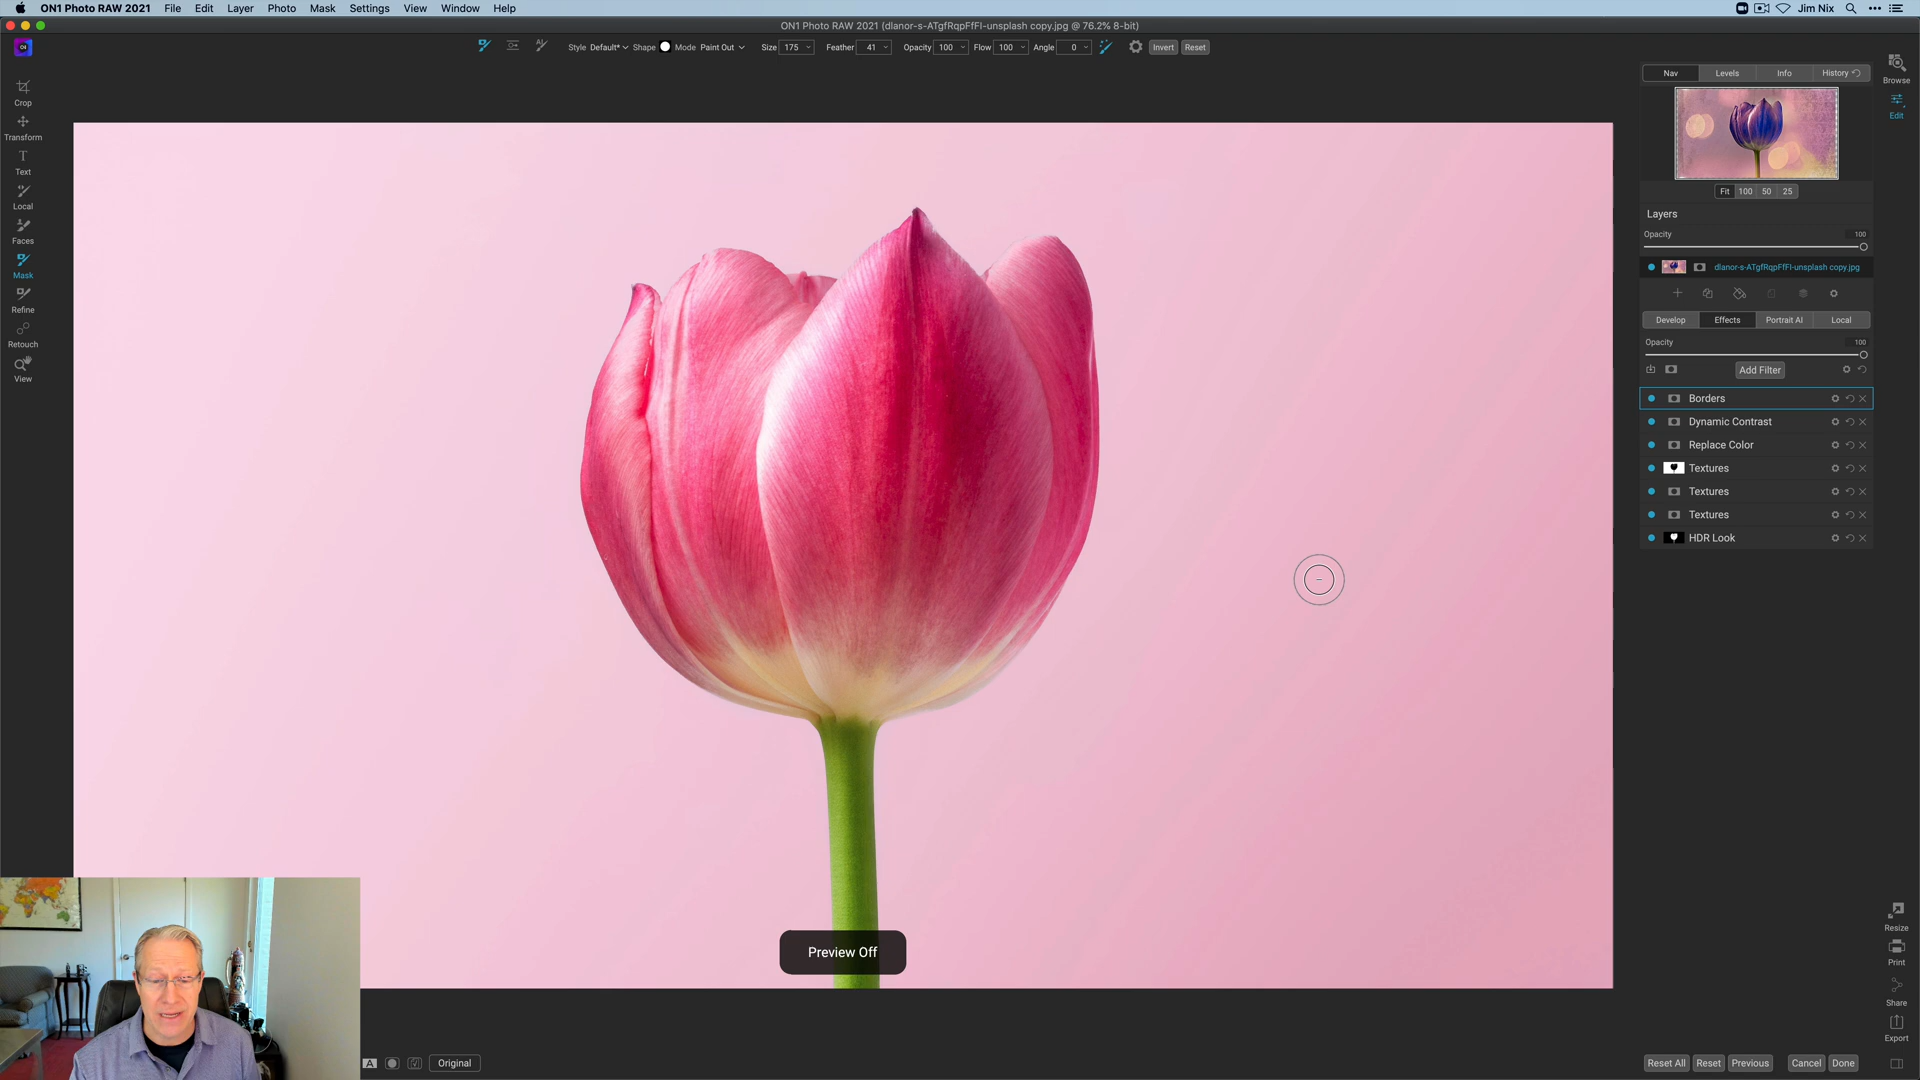 ON1 Photo RAW 2021 File Edit Layer Photo Mask Settings View Window Help Jim Nix
ON1 Photo RAW 2021 (dlanor-s-ATgfRqpFfFI-unsplash copy.jpg @ 76.2% 8-bit)
Style Default* Shape Mode Paint Out Size 175 Feather 41 Opacity 100 Flow 100 Angle 0 Invert Reset
Crop
Transform
Text
Local
Faces
Mask
Refine
Retouch
View
Nav Levels Info History
Browse
Edit
Fit 100 50 25
Layers
Opacity 100
dlanor-s-ATgfRqpFfFI-unsplash copy.jpg
Develop Effects Portrait AI Local
Opacity 100
Add Filter
Borders
Dynamic Contrast
Replace Color
Textures
Textures
Textures
HDR Look
Preview Off
Resize
Print
Share
Export
A Original
Reset All Reset Previous Cancel Done